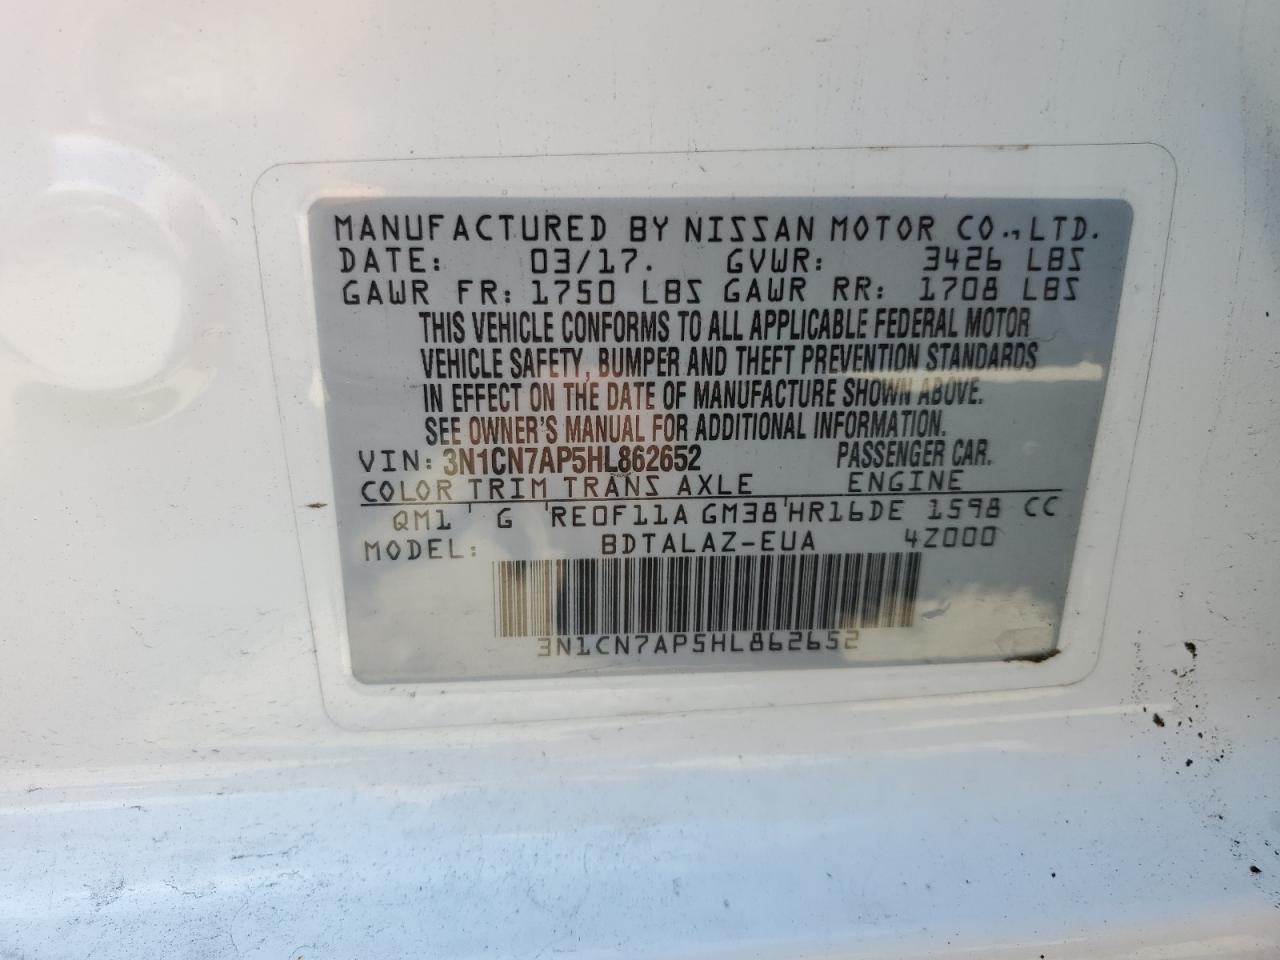 MANUFACTURED BY NISSAN MOTOR CO., LTD.
DATE: 03/17. GVWR: 3426 LBS
GAWR FR: 1750 LBS GAWR RR: 1708 LBS
THIS VEHICLE CONFORMS TO ALL APPLICABLE FEDERAL MOTOR
VEHICLE SAFETY, BUMPER AND THEFT PREVENTION STANDARDS
IN EFFECT ON THE DATE OF MANUFACTURE SHOWN ABOVE.
SEE OWNER'S MANUAL FOR ADDITIONAL INFORMATION.
VIN: 3N1CN7AP5HL862652 PASSENGER CAR.
COLOR TRIM TRANS AXLE ENGINE
QM1 G RE0F11A GM38 HR16DE 1598 CC
MODEL: BDTALAZ-EUA 4Z000
3N1CN7AP5HL862652